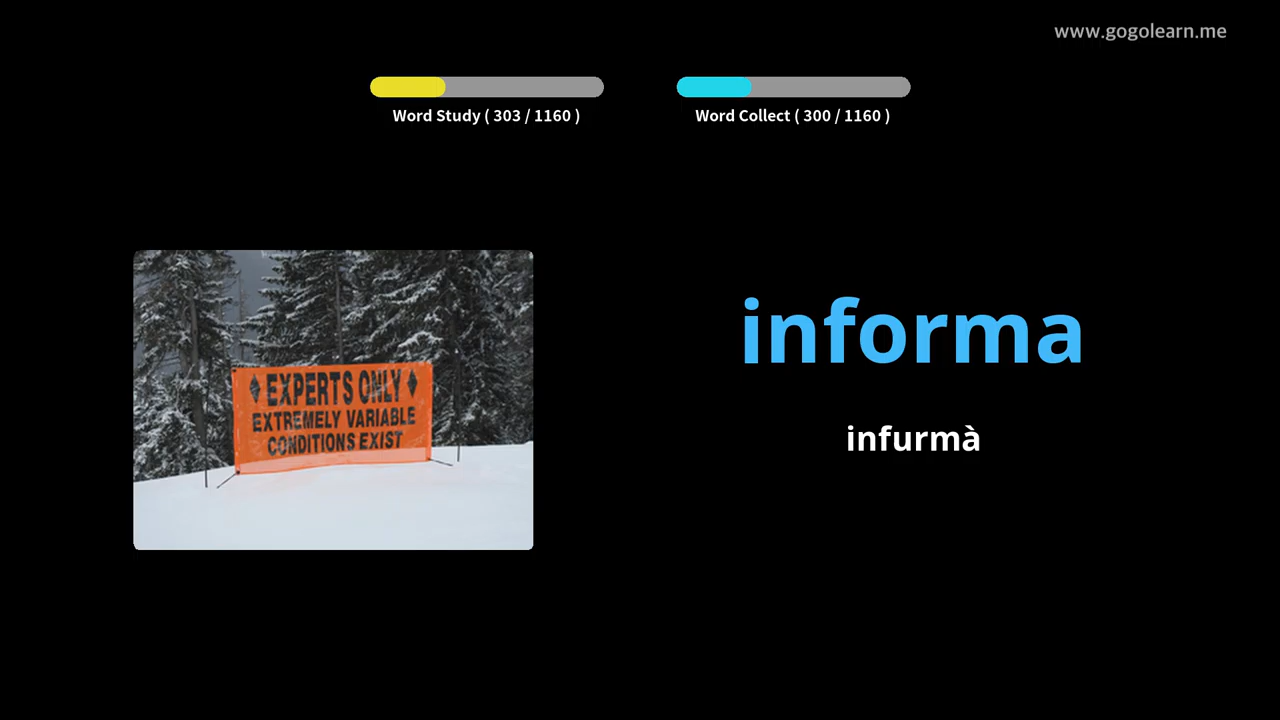 www.gogolearn.me
Word Study ( 303 / 1160 )
Word Collect ( 300 / 1160 )
EXPERTS ONLY
EXTREMELY VARIABLE
CONDITIONS EXIST
informa
infurmà